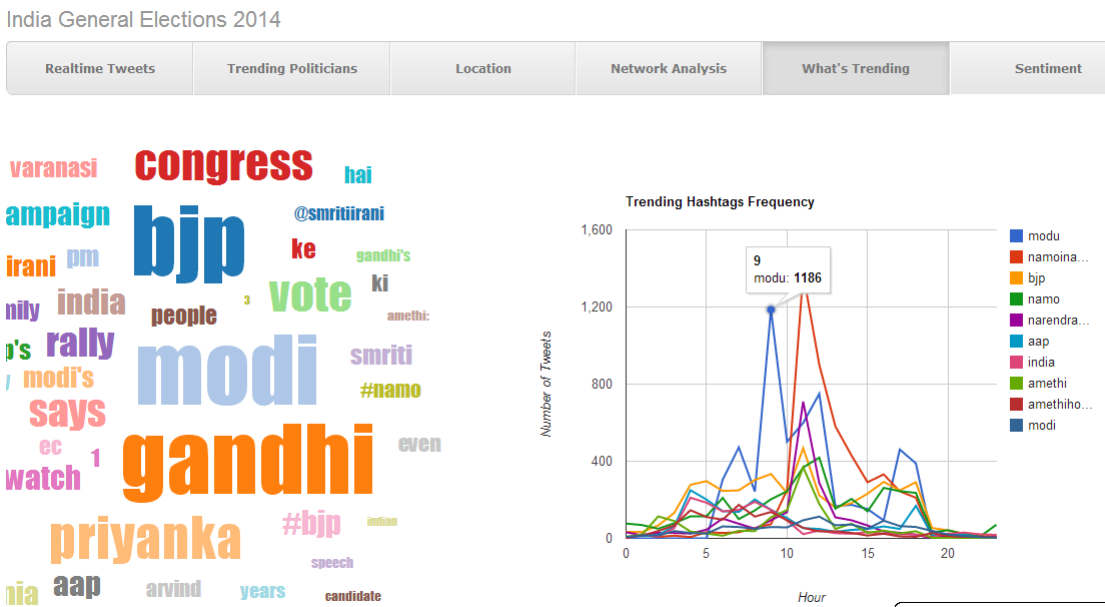 India General Elections 2014
Realtime Tweets Trending Politicians Location Network Analysis What's Trending Sentiment
varanasi congress hai
ampaign bjp @smritiirani
irani pm ke gandhi's
mily india people 3 vote ki amethi:
p's rally modi smriti
modi's #namo
says
ec 1 gandhi even
watch
priyanka #bjp indian
speech
nia aap arvind years candidate
Trending Hashtags Frequency
1,600
1,200
800
400
0
Number of Tweets
9
modu: 1186
0 5 10 15 20
Hour
modu
namoina...
bjp
namo
narendra...
aap
india
amethi
amethiho...
modi